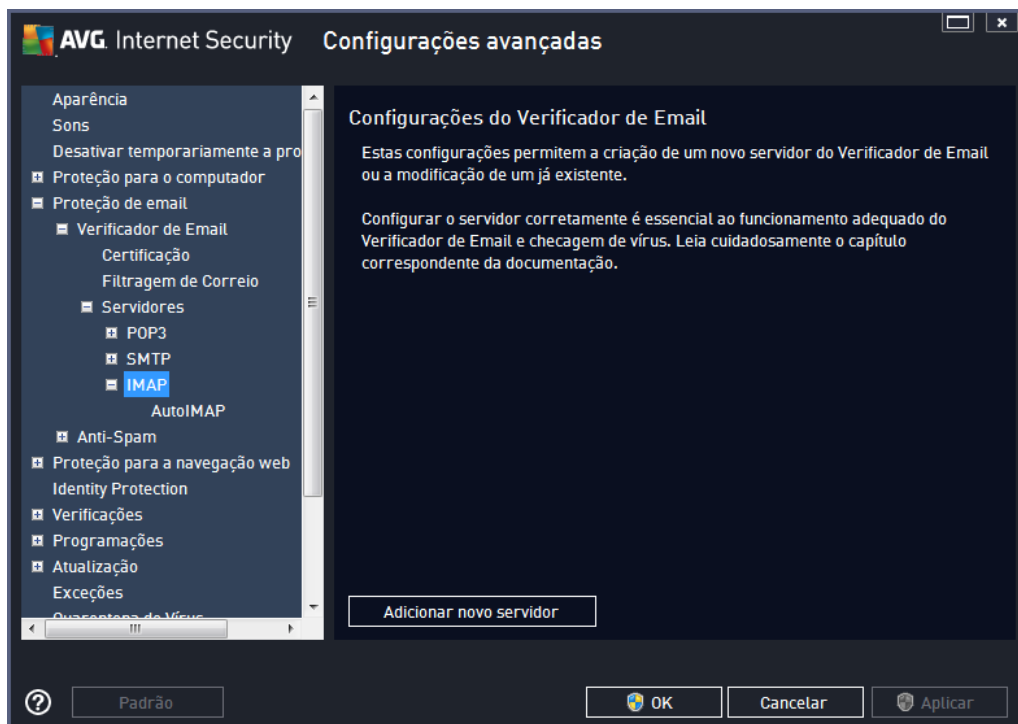 AVG. Internet Security Configurações avançadas
Aparência
Sons
Desativar temporariamente a pro
Proteção para o computador
Proteção de email
Verificador de Email
Certificação
Filtragem de Correio
Servidores
POP3
SMTP
IMAP
AutoIMAP
Anti-Spam
Proteção para a navegação web
Identity Protection
Verificações
Programações
Atualização
Exceções
Quarentena de Vírus
Configurações do Verificador de Email
Estas configurações permitem a criação de um novo servidor do Verificador de Email
ou a modificação de um já existente.
Configurar o servidor corretamente é essencial ao funcionamento adequado do
Verificador de Email e checagem de vírus. Leia cuidadosamente o capítulo
correspondente da documentação.
Adicionar novo servidor
Padrão
OK
Cancelar
Aplicar